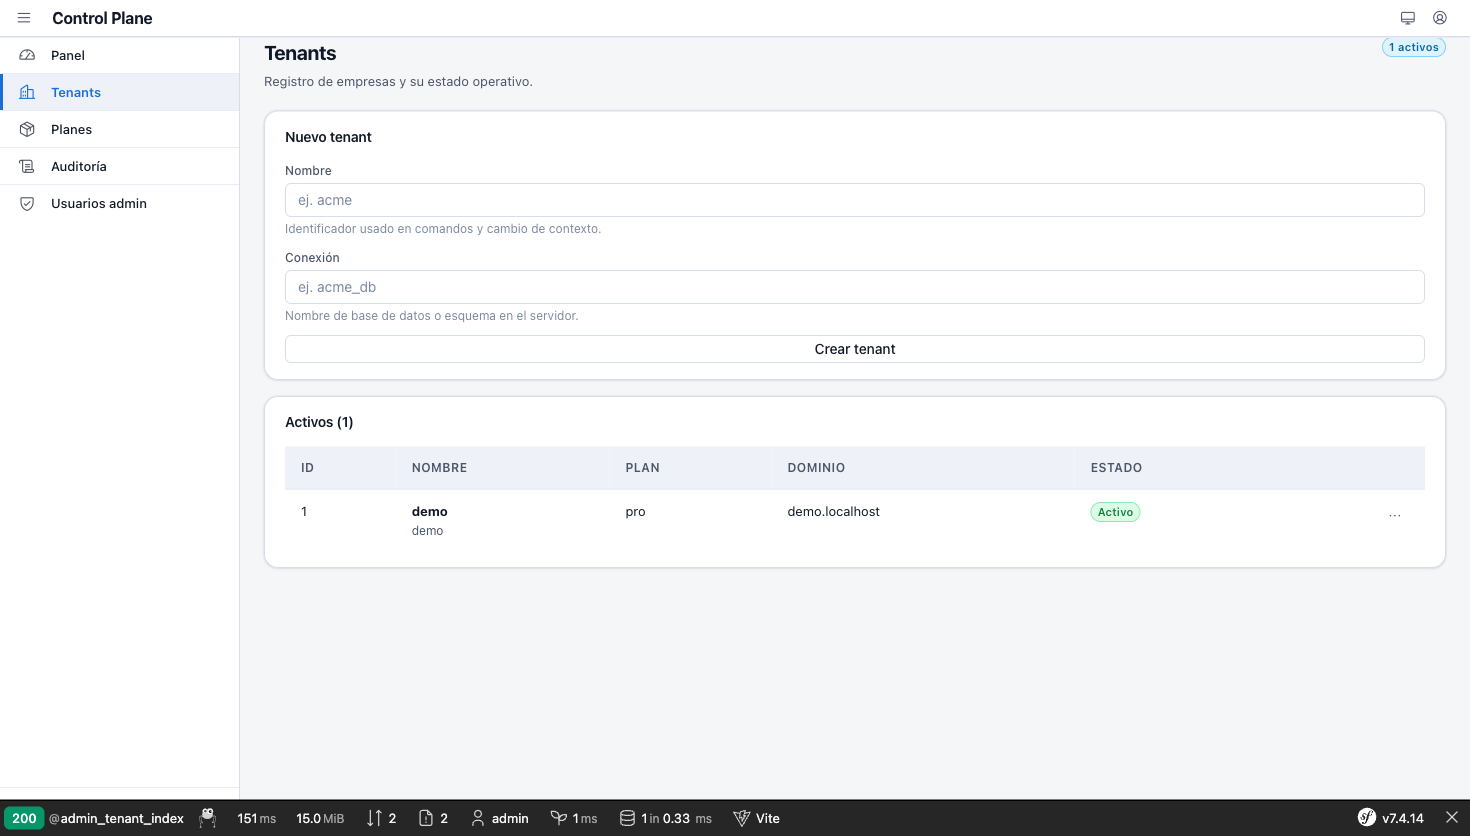 Control Plane
Panel
Tenants
Planes
Auditoría
Usuarios admin
Tenants
1 activos
Registro de empresas y su estado operativo.
Nuevo tenant
Nombre
ej. acme
Identificador usado en comandos y cambio de contexto.
Conexión
ej. acme_db
Nombre de base de datos o esquema en el servidor.
Crear tenant
Activos (1)
ID NOMBRE PLAN DOMINIO ESTADO
1 demo pro demo.localhost Activo ...
demo
200 @admin_tenant_index 151 ms 15.0 MiB 2 2 admin 1 ms 1 in 0.33 ms Vite sf v7.4.14